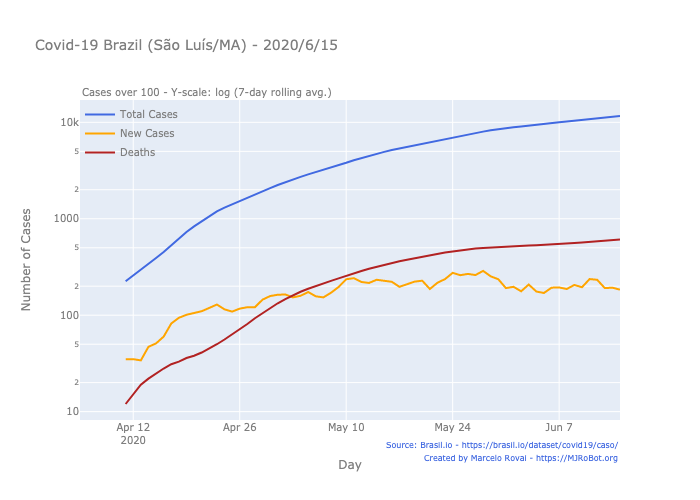 Covid-19 Brazil (São Luís/MA) - 2020/6/15
Cases over 100 - Y-scale: log (7-day rolling avg.)
Total Cases
New Cases
Deaths
10k
5
2
1000
5
2
100
5
2
10
Number of Cases
Apr 12
2020
Apr 26
May 10
May 24
Jun 7
Day
Source: Brasil.io - https://brasil.io/dataset/covid19/caso/
Created by Marcelo Rovai - https://MJRoBot.org